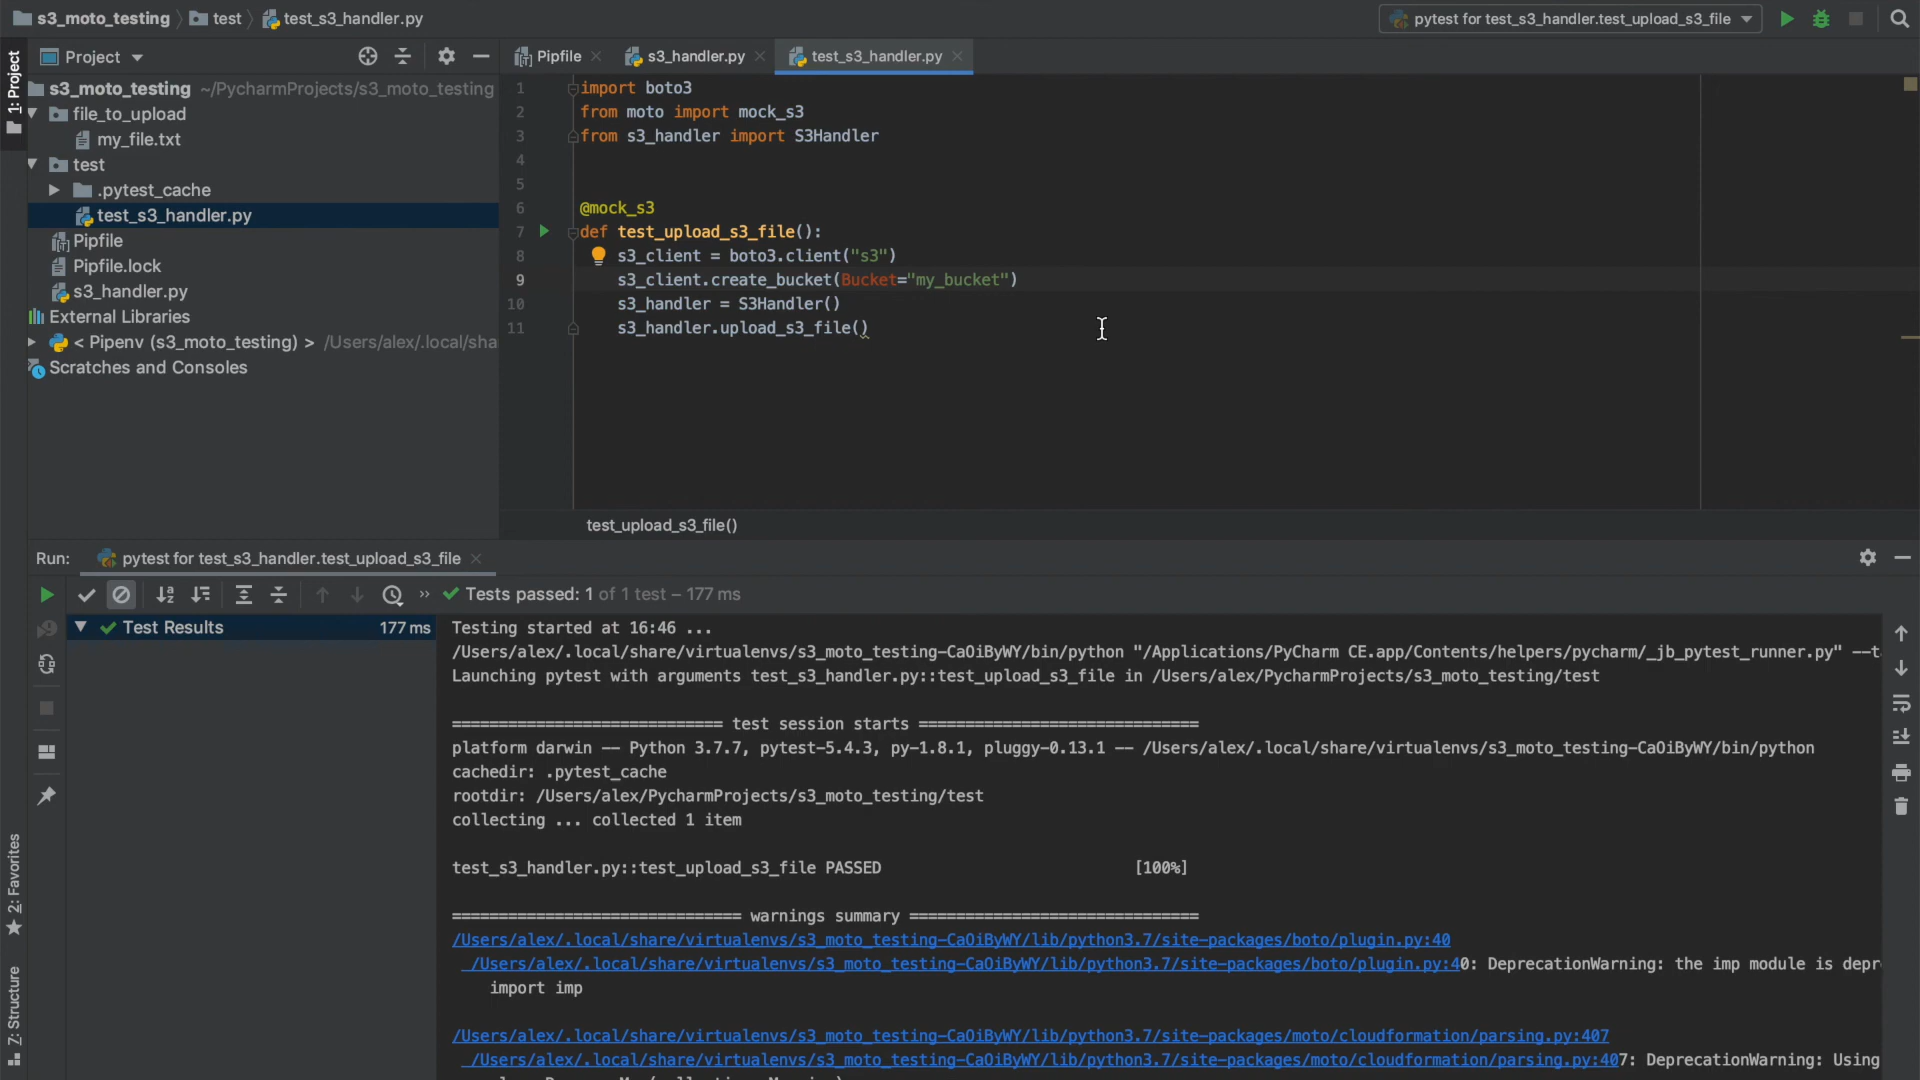 s3_moto_testing test test_s3_handler.py
pytest for test_s3_handler.test_upload_s3_file
1: Project
Project
Pipfile s3_handler.py test_s3_handler.py
s3_moto_testing ~/PycharmProjects/s3_moto_testing
file_to_upload
my_file.txt
test
.pytest_cache
test_s3_handler.py
Pipfile
Pipfile.lock
s3_handler.py
External Libraries
< Pipenv (s3_moto_testing) > /Users/alex/.local/sha
Scratches and Consoles
1 import boto3
2 from moto import mock_s3
3 from s3_handler import S3Handler
4
5
6 @mock_s3
7 def test_upload_s3_file():
8 s3_client = boto3.client("s3")
9 s3_client.create_bucket(Bucket="my_bucket")
10 s3_handler = S3Handler()
11 s3_handler.upload_s3_file()
test_upload_s3_file()
Run: pytest for test_s3_handler.test_upload_s3_file
» Tests passed: 1 of 1 test – 177 ms
Test Results 177 ms
Testing started at 16:46 ...
/Users/alex/.local/share/virtualenvs/s3_moto_testing-CaOiByWY/bin/python "/Applications/PyCharm CE.app/Contents/helpers/pycharm/_jb_pytest_runner.py" --t
Launching pytest with arguments test_s3_handler.py::test_upload_s3_file in /Users/alex/PycharmProjects/s3_moto_testing/test
============================= test session starts ==============================
platform darwin -- Python 3.7.7, pytest-5.4.3, py-1.8.1, pluggy-0.13.1 -- /Users/alex/.local/share/virtualenvs/s3_moto_testing-CaOiByWY/bin/python
cachedir: .pytest_cache
rootdir: /Users/alex/PycharmProjects/s3_moto_testing/test
collecting ... collected 1 item
test_s3_handler.py::test_upload_s3_file PASSED [100%]
=============================== warnings summary ===============================
/Users/alex/.local/share/virtualenvs/s3_moto_testing-CaOiByWY/lib/python3.7/site-packages/boto/plugin.py:40
/Users/alex/.local/share/virtualenvs/s3_moto_testing-CaOiByWY/lib/python3.7/site-packages/boto/plugin.py:40: DeprecationWarning: the imp module is depr
import imp
/Users/alex/.local/share/virtualenvs/s3_moto_testing-CaOiByWY/lib/python3.7/site-packages/moto/cloudformation/parsing.py:407
/Users/alex/.local/share/virtualenvs/s3_moto_testing-CaOiByWY/lib/python3.7/site-packages/moto/cloudformation/parsing.py:407: DeprecationWarning: Using
2: Favorites
7: Structure